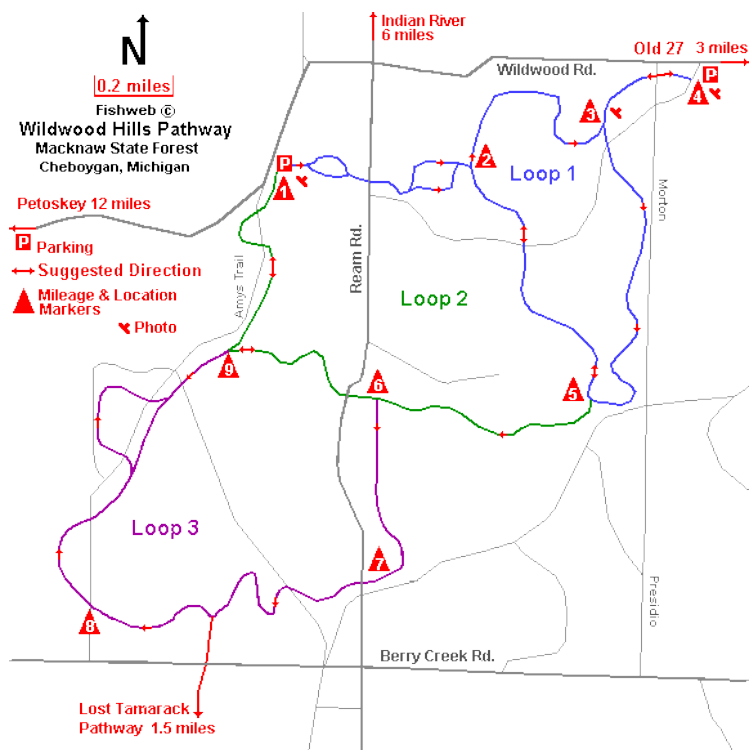 Indian River
6 miles
N
Old 27 3 miles
Wildwood Rd.
0.2 miles
Fishweb ©
Wildwood Hills Pathway
Macknaw State Forest
Cheboygan, Michigan
P
4
3
2
Loop 1
P
1
Morton
Petoskey 12 miles
P Parking
Suggested Direction
Mileage & Location
Markers
Photo
Amys Trail
Ream Rd.
Loop 2
9
6
5
Loop 3
7
8
Presidio
Berry Creek Rd.
Lost Tamarack
Pathway 1.5 miles